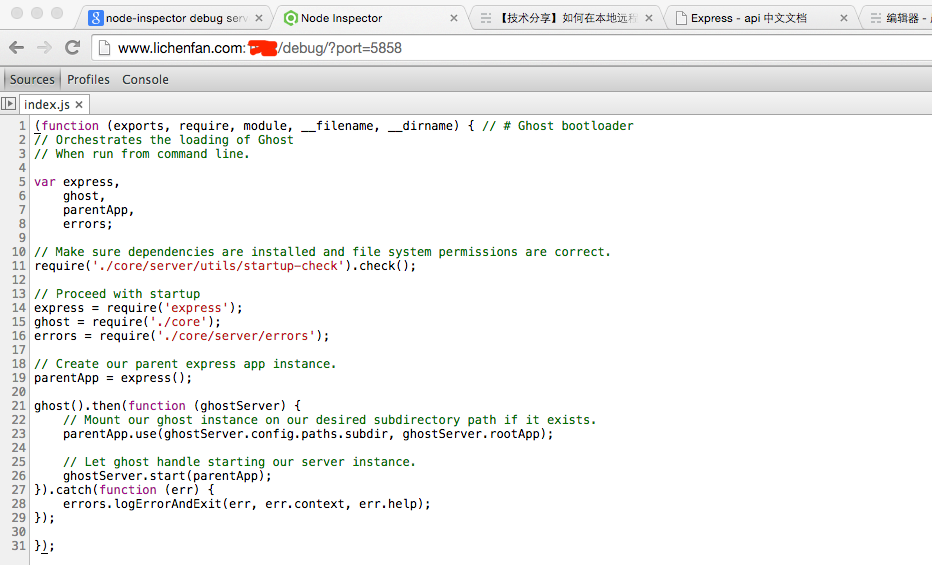 node-inspector debug serv
Node Inspector
【技术分享】如何在本地远程
Express - api 中文文档
编辑器 -
www.lichenfan.com: /debug/?port=5858
Sources Profiles Console
index.js
1 (function (exports, require, module, __filename, __dirname) { // # Ghost bootloader
2 // Orchestrates the loading of Ghost
3 // When run from command line.
4
5 var express,
6     ghost,
7     parentApp,
8     errors;
9
10 // Make sure dependencies are installed and file system permissions are correct.
11 require('./core/server/utils/startup-check').check();
12
13 // Proceed with startup
14 express = require('express');
15 ghost = require('./core');
16 errors = require('./core/server/errors');
17
18 // Create our parent express app instance.
19 parentApp = express();
20
21 ghost().then(function (ghostServer) {
22     // Mount our ghost instance on our desired subdirectory path if it exists.
23     parentApp.use(ghostServer.config.paths.subdir, ghostServer.rootApp);
24
25     // Let ghost handle starting our server instance.
26     ghostServer.start(parentApp);
27 }).catch(function (err) {
28     errors.logErrorAndExit(err, err.context, err.help);
29 });
30
31 });